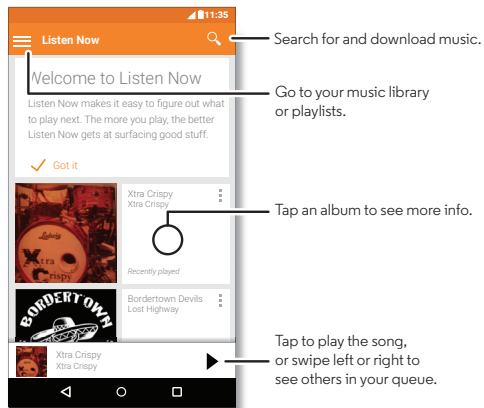 11:35
Listen Now
Search for and download music.
Welcome to Listen Now
Listen Now makes it easy to figure out what
to play next. The more you play, the better
Listen Now gets at surfacing good stuff.
Got it
Go to your music library
or playlists.
Xtra Crispy
Xtra Crispy
Recently played
Ludwig
Xtra
Crispy
Tap an album to see more info.
BORDERTOWN
Bordertown Devils
Lost Highway
Xtra Crispy
Xtra Crispy
Tap to play the song,
or swipe left or right to
see others in your queue.